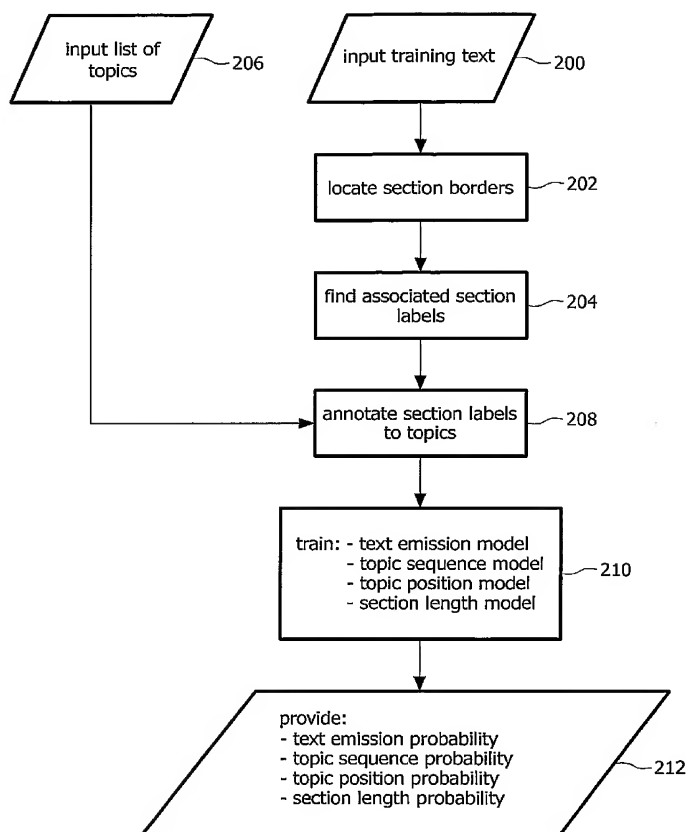 input list of
topics
206
input training text
200
locate section borders
202
find associated section
labels
204
annotate section labels
to topics
208
train: - text emission model
- topic sequence model
- topic position model
- section length model
210
provide:
- text emission probability
- topic sequence probability
- topic position probability
- section length probability
212